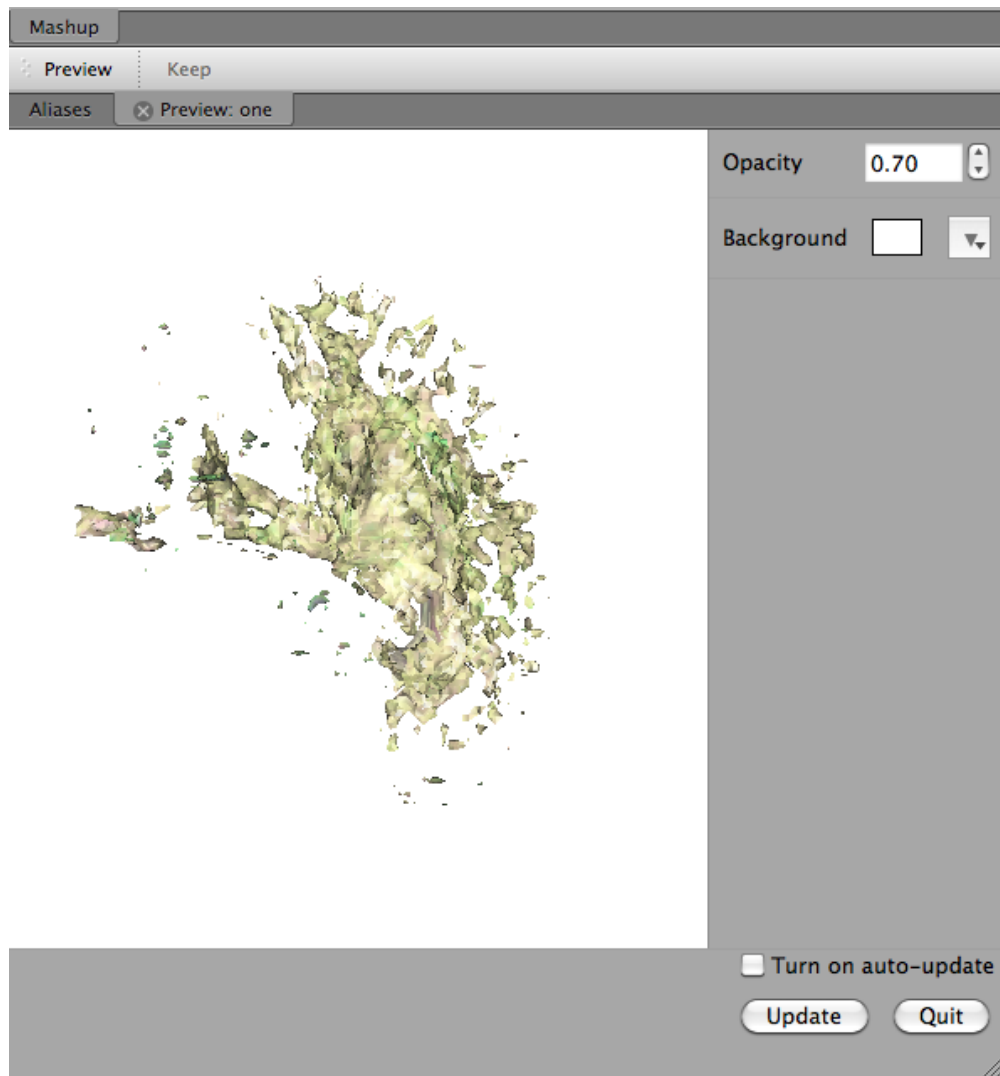 Mashup
Preview Keep
Aliases Preview: one
Opacity 0.70
Background
Turn on auto-update
Update Quit